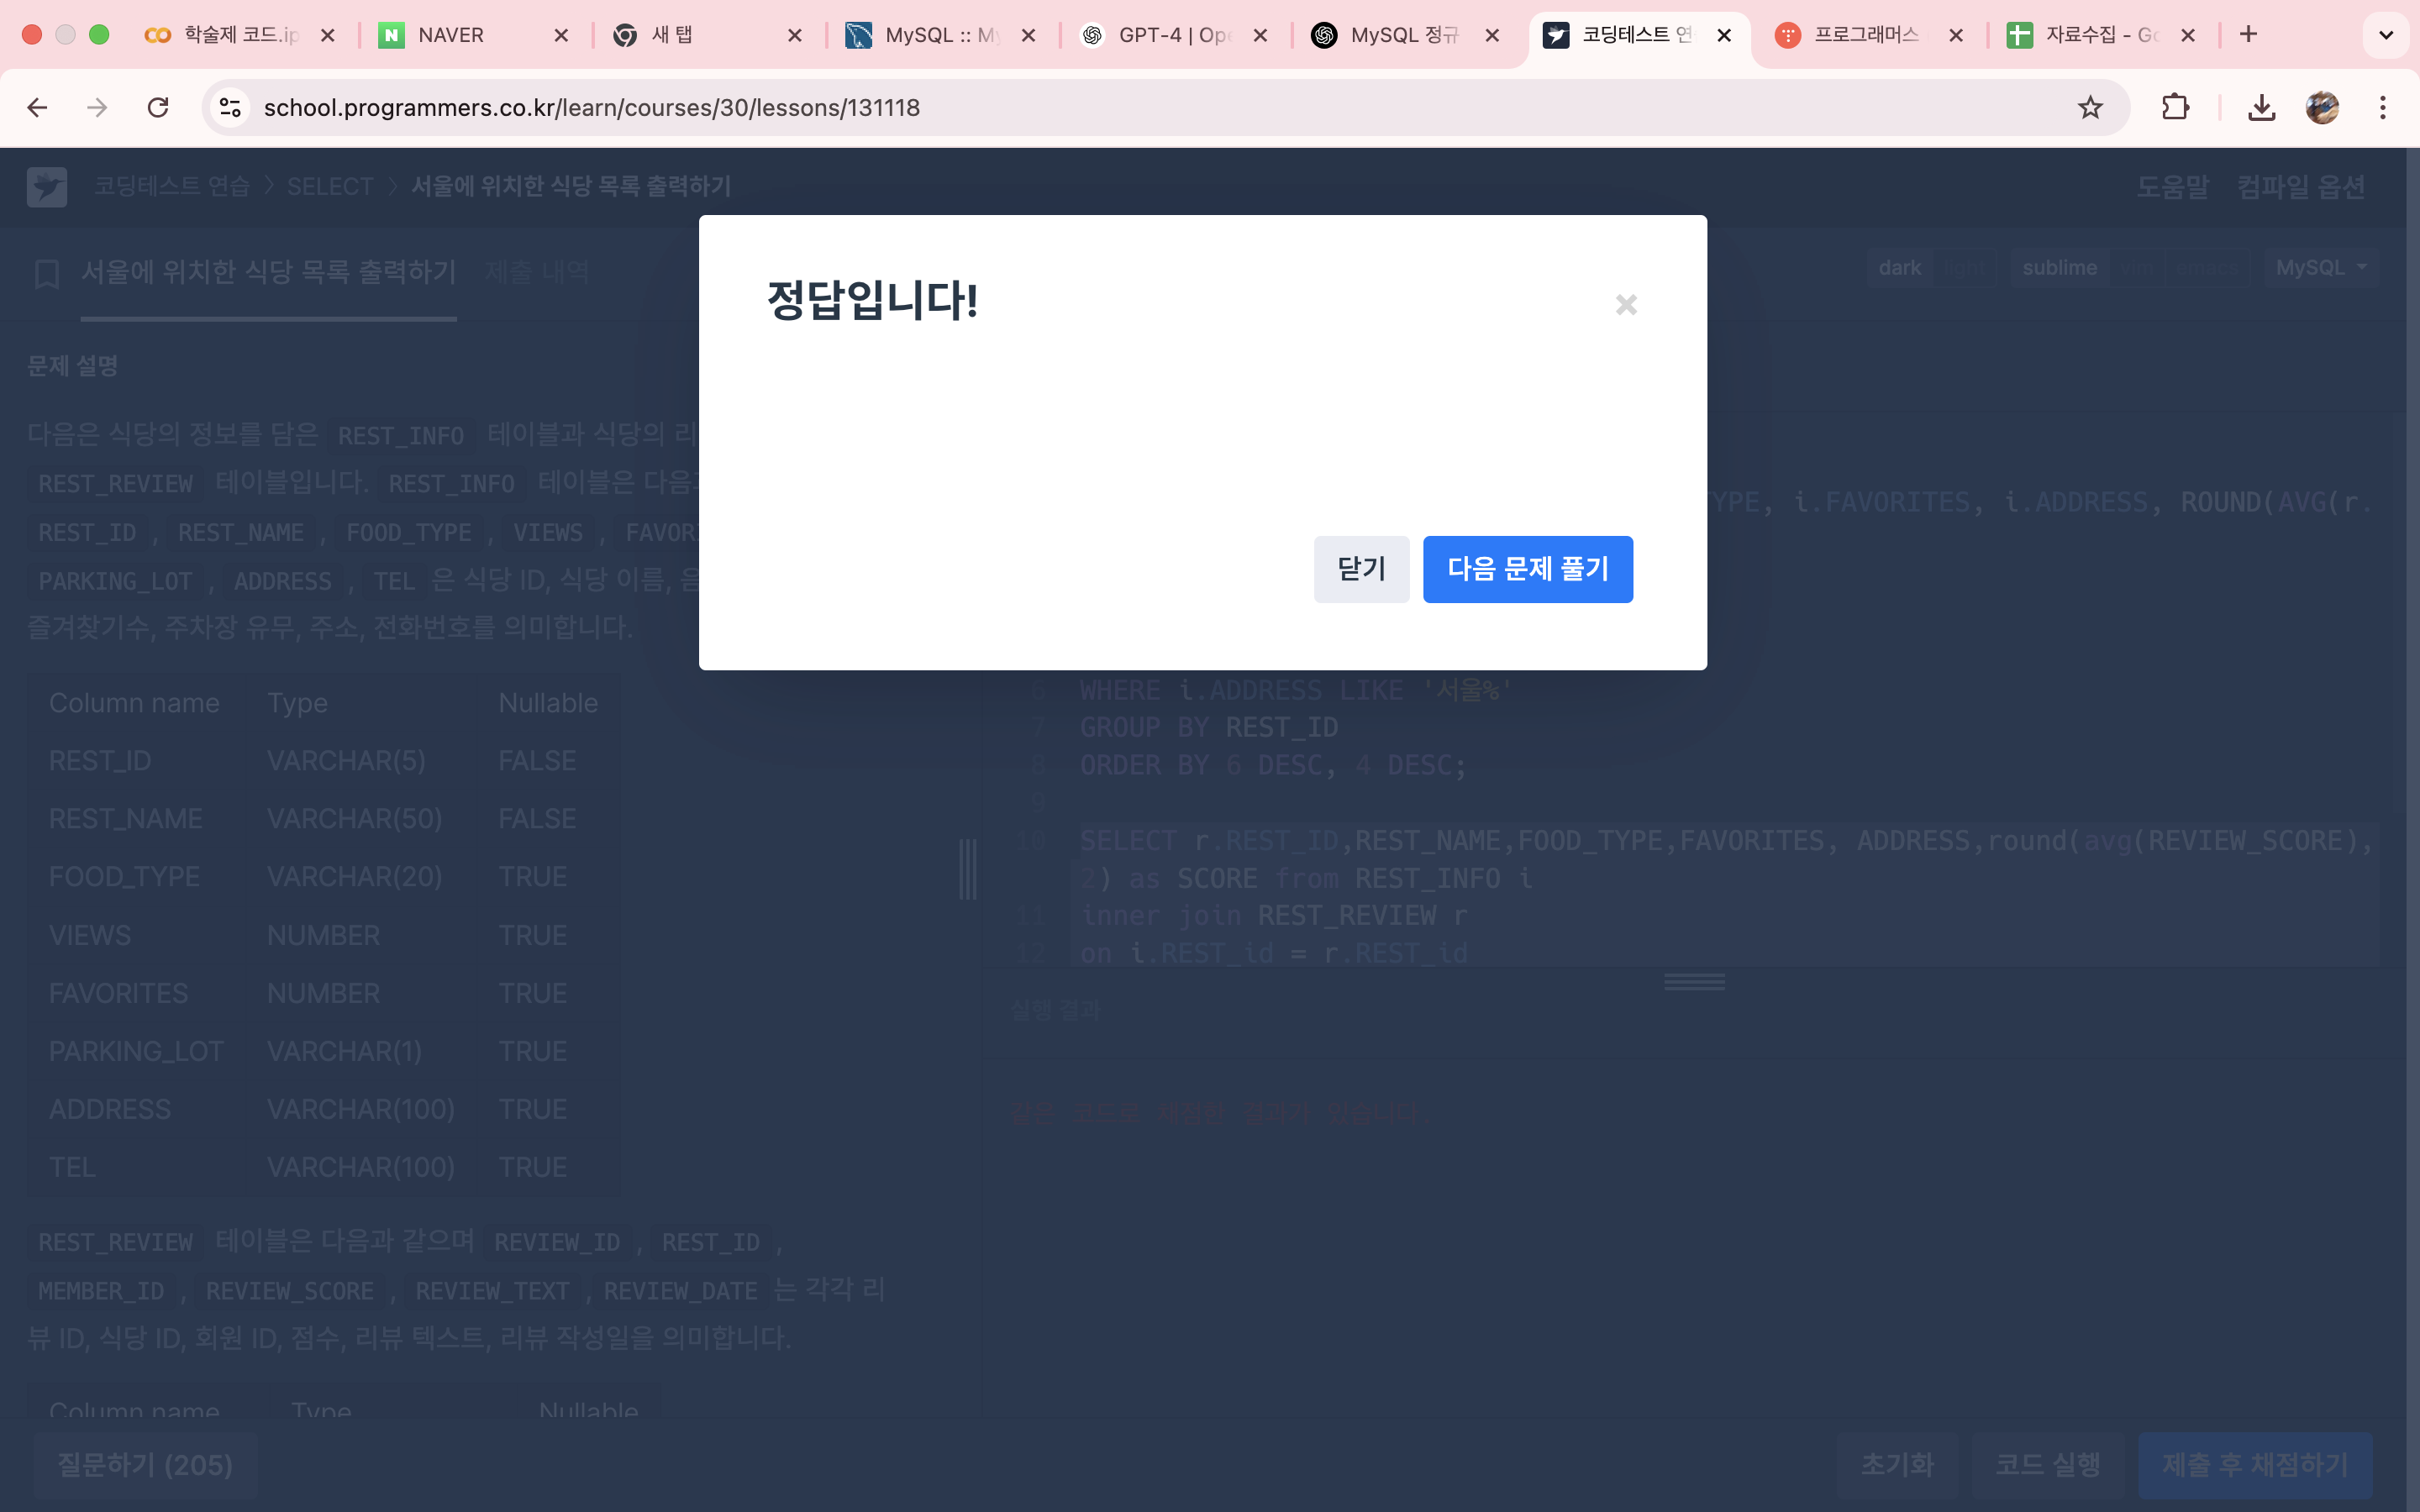 학술제 코드.ip
NAVER
새 탭
MySQL :: My
GPT-4 | Ope
MySQL 정규
코딩테스트 연
프로그래머스
자료수집 - Go
school.programmers.co.kr/learn/courses/30/lessons/131118
코딩테스트 연습 > SELECT > 서울에 위치한 식당 목록 출력하기
도움말 컴파일 옵션
서울에 위치한 식당 목록 출력하기 제출 내역
dark light sublime vim emacs MySQL
정답입니다!
닫기 다음 문제 풀기
문제 설명
다음은 식당의 정보를 담은 REST_INFO 테이블과 식당의 리
REST_REVIEW 테이블입니다. REST_INFO 테이블은 다음
REST_ID , REST_NAME , FOOD_TYPE , VIEWS , FAVORI
PARKING_LOT , ADDRESS , TEL 은 식당 ID, 식당 이름, 음
즐겨찾기수, 주차장 유무, 주소, 전화번호를 의미합니다.
Column name Type Nullable
REST_ID VARCHAR(5) FALSE
REST_NAME VARCHAR(50) FALSE
FOOD_TYPE VARCHAR(20) TRUE
VIEWS NUMBER TRUE
FAVORITES NUMBER TRUE
PARKING_LOT VARCHAR(1) TRUE
ADDRESS VARCHAR(100) TRUE
TEL VARCHAR(100) TRUE
REST_REVIEW 테이블은 다음과 같으며 REVIEW_ID , REST_ID ,
MEMBER_ID , REVIEW_SCORE , REVIEW_TEXT , REVIEW_DATE 는 각각 리
뷰 ID, 식당 ID, 회원 ID, 점수, 리뷰 텍스트, 리뷰 작성일을 의미합니다.
Column name Type Nullable
YPE, i.FAVORITES, i.ADDRESS, ROUND(AVG(r.
6 WHERE i.ADDRESS LIKE '서울%'
7 GROUP BY REST_ID
8 ORDER BY 6 DESC, 4 DESC;
9
10 SELECT r.REST_ID,REST_NAME,FOOD_TYPE,FAVORITES, ADDRESS,round(avg(REVIEW_SCORE),
2) as SCORE from REST_INFO i
11 inner join REST_REVIEW r
12 on i.REST_id = r.REST_id
실행 결과
같은 코드로 채점한 결과가 있습니다.
질문하기 (205)
초기화 코드 실행 제출 후 채점하기